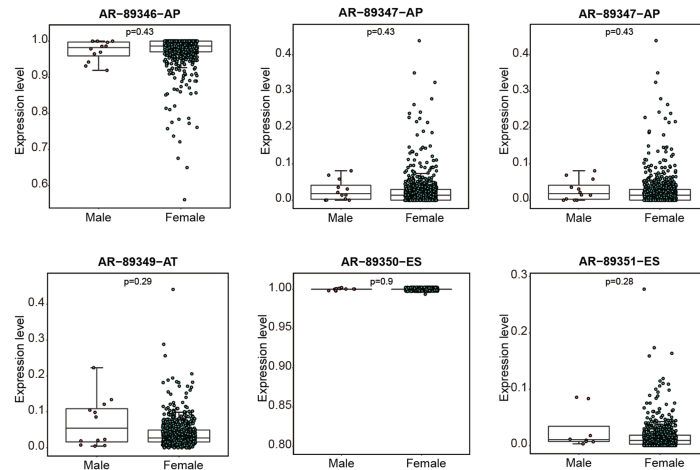 AR-89346-AP
p=0.43
Expression level
1.0
0.9
0.8
0.7
0.6
Male Female
AR-89347-AP
p=0.43
Expression level
0.4
0.3
0.2
0.1
0.0
Male Female
AR-89347-AP
p=0.43
Expression level
0.4
0.3
0.2
0.1
0.0
Male Female
AR-89349-AT
p=0.29
Expression level
0.4
0.3
0.2
0.1
0.0
Male Female
AR-89350-ES
p=0.9
Expression level
1.00
0.95
0.90
0.85
0.80
Male Female
AR-89351-ES
p=0.28
Expression level
0.3
0.2
0.1
0.0
Male Female